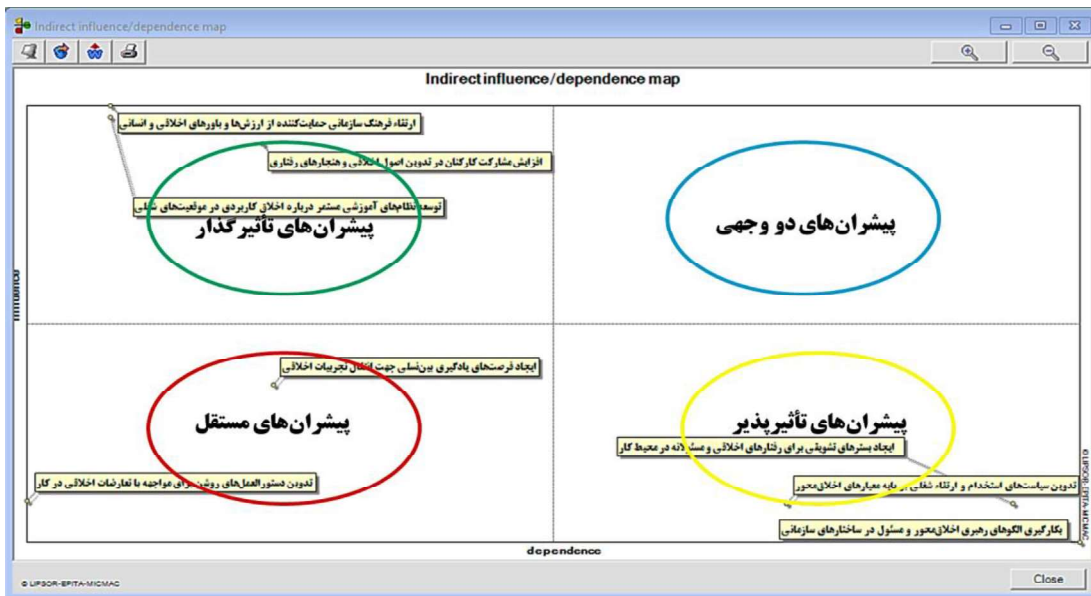 Indirect influence/dependence map
Indirect influence/dependence map
ارتقاء فرهنگ سازمانی حمایت‌کننده از ارزش‌ها و باورهای اخلاقی و انسانی
افزایش مشارکت کارکنان در تدوین اصول اخلاقی و هنجارهای رفتاری
توسعه نظام‌های آموزشی مستمر درباره اخلاق کاربردی در موقعیت‌های شغلی
پیشران‌های تأثیرگذار
پیشران‌های دو وجهی
influence
ایجاد فرصت‌های یادگیری بین‌نسلی جهت انتقال تجربیات اخلاقی
پیشران‌های مستقل
پیشران‌های تأثیرپذیر
ایجاد بسترهای تشویقی برای رفتارهای اخلاقی و مسئولانه در محیط کار
تدوین دستورالعمل‌های روشن برای مواجهه با تعارضات اخلاقی در کار
تدوین سیاست‌های استخدام و ارتقاء شغلی بر پایه معیارهای اخلاق‌محور
بکارگیری الگوهای رهبری اخلاق‌محور و مسئول در ساختارهای سازمانی
© LIPSOR-EPITA-MICMAC
dependence
© LIPSOR-EPITA-MICMAC
Close